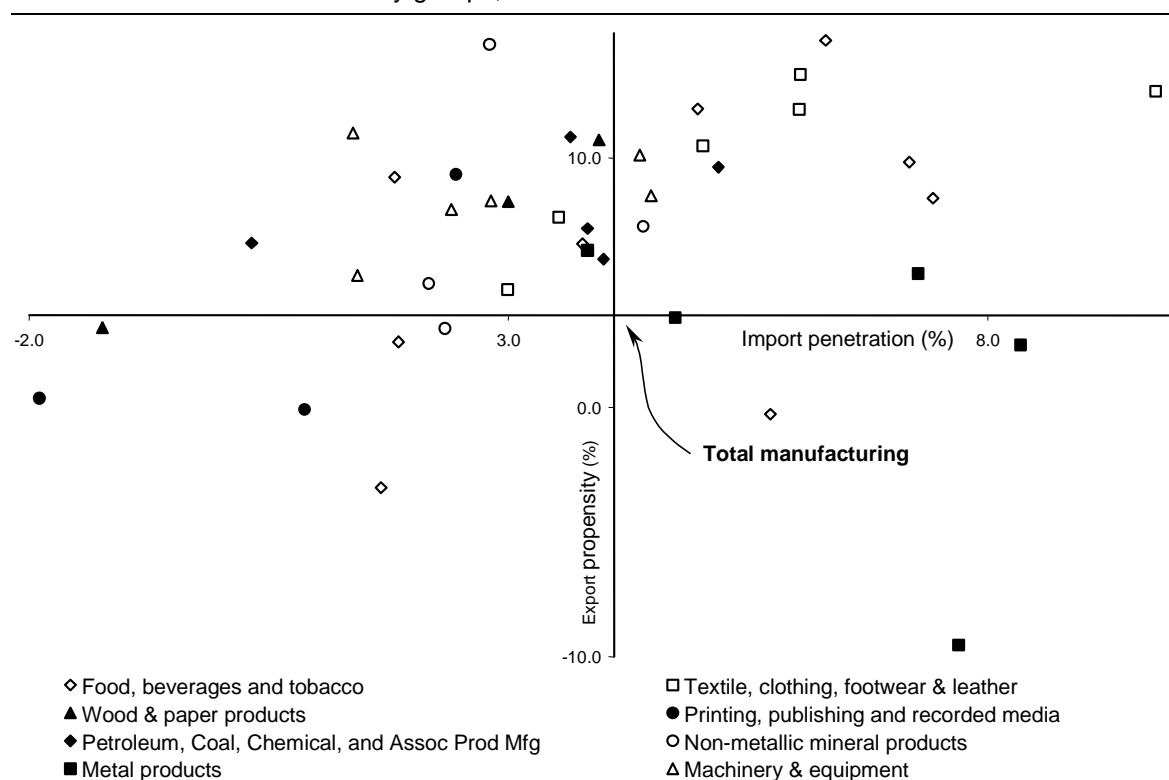 10.0
-2.0
3.0
Import penetration (%)
8.0
0.0
Total manufacturing
Export propensity (%)
-10.0
Food, beverages and tobacco
Textile, clothing, footwear & leather
Wood & paper products
Printing, publishing and recorded media
Petroleum, Coal, Chemical, and Assoc Prod Mfg
Non-metallic mineral products
Metal products
Machinery & equipment